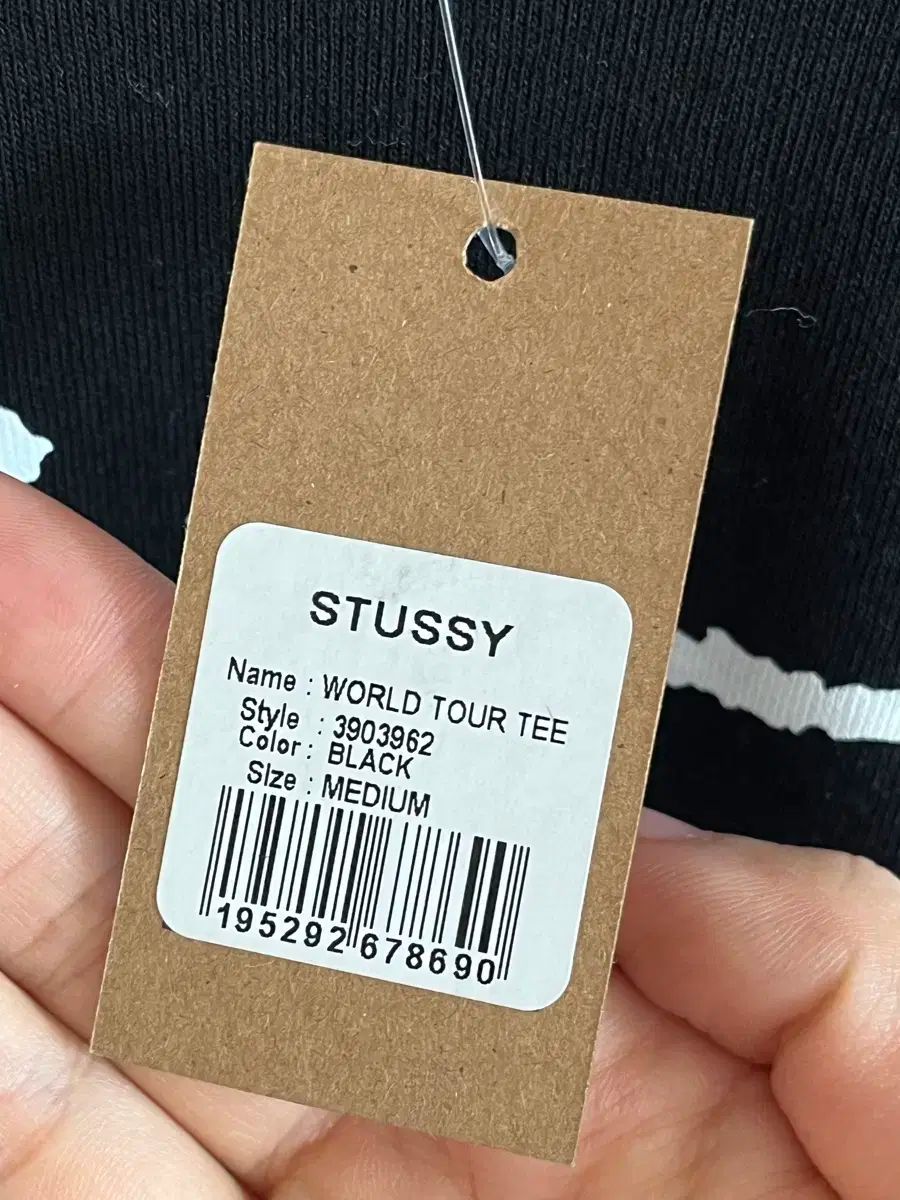 STUSSY
Name : WORLD TOUR TEE
Style : 3903962
Color : BLACK
Size : MEDIUM
195292 678690